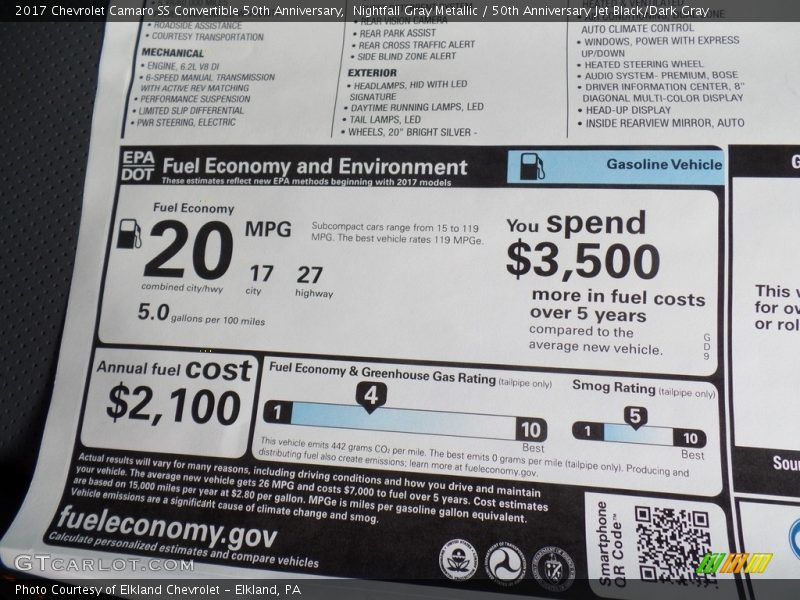 2017 Chevrolet Camaro SS Convertible 50th Anniversary, Nightfall Gray Metallic / 50th Anniversary Jet Black/Dark Gray
• ROADSIDE ASSISTANCE
• COURTESY TRANSPORTATION
MECHANICAL
• ENGINE, 6.2L V8 DI
• 6-SPEED MANUAL TRANSMISSION
WITH ACTIVE REV MATCHING
• PERFORMANCE SUSPENSION
• LIMITED SLIP DIFFERENTIAL
• PWR STEERING, ELECTRIC
• REAR VISION CAMERA
• REAR PARK ASSIST
• REAR CROSS TRAFFIC ALERT
• SIDE BLIND ZONE ALERT
EXTERIOR
• HEADLAMPS, HID WITH LED
SIGNATURE
• DAYTIME RUNNING LAMPS, LED
• TAIL LAMPS, LED
• WHEELS, 20" BRIGHT SILVER -
AUTO CLIMATE CONTROL
• WINDOWS, POWER WITH EXPRESS
UP/DOWN
• HEATED STEERING WHEEL
• AUDIO SYSTEM- PREMIUM, BOSE
• DRIVER INFORMATION CENTER, 8"
DIAGONAL MULTI-COLOR DISPLAY
• HEAD-UP DISPLAY
• INSIDE REARVIEW MIRROR, AUTO
EPA
DOT
Fuel Economy and Environment
These estimates reflect new EPA methods beginning with 2017 models
Gasoline Vehicle
G
Fuel Economy
20 MPG
combined city/hwy
17
city
27
highway
5.0 gallons per 100 miles
Subcompact cars range from 15 to 119
MPG. The best vehicle rates 119 MPGe.
You spend
$3,500
more in fuel costs
over 5 years
compared to the
average new vehicle.
GD9
This v
for ov
or rol
Annual fuel cost
$2,100
Fuel Economy & Greenhouse Gas Rating (tailpipe only)
4
1
10
Best
Smog Rating (tailpipe only)
5
1
10
Best
This vehicle emits 442 grams CO₂ per mile. The best emits 0 grams per mile (tailpipe only). Producing and
distributing fuel also create emissions; learn more at fueleconomy.gov.
Actual results will vary for many reasons, including driving conditions and how you drive and maintain
your vehicle. The average new vehicle gets 26 MPG and costs $7,000 to fuel over 5 years. Cost estimates
are based on 15,000 miles per year at $2.80 per gallon. MPGe is miles per gasoline gallon equivalent.
Vehicle emissions are a significant cause of climate change and smog.
fueleconomy.gov
Calculate personalized estimates and compare vehicles
Smartphone
QR Code™
Sour
GTCARLOT.COM
Photo Courtesy of Elkland Chevrolet - Elkland, PA